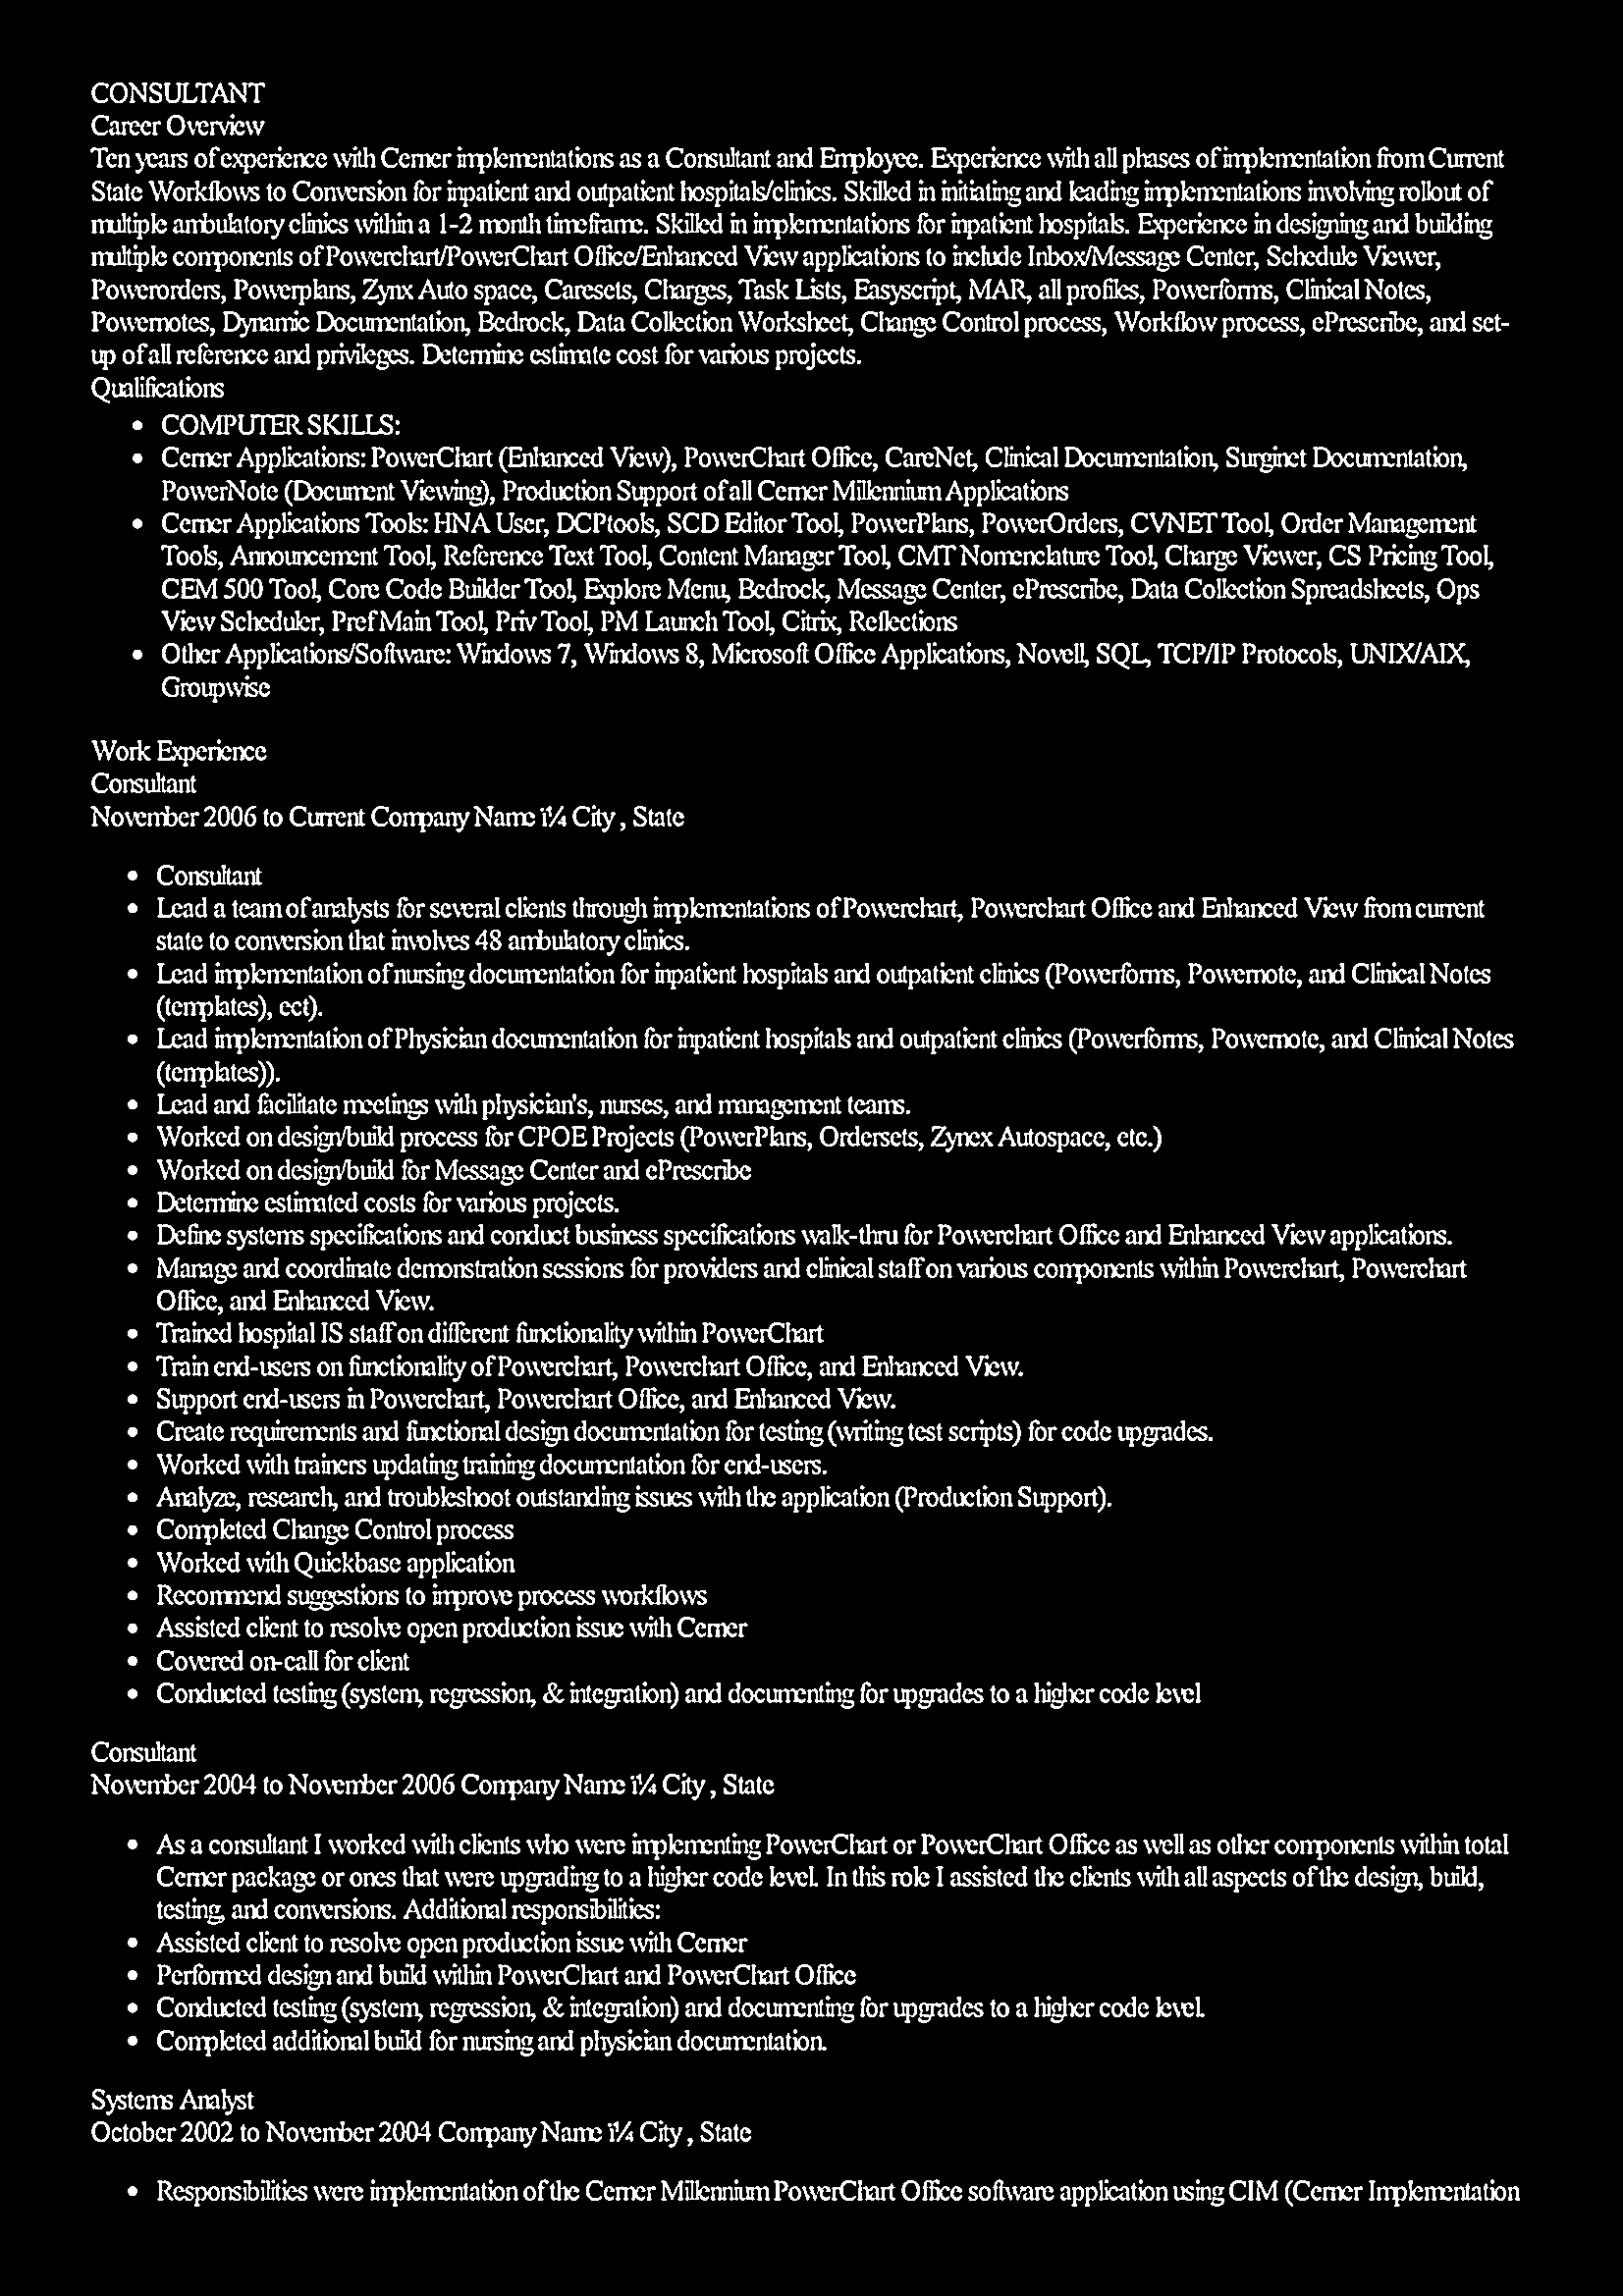 CONSULTANT
Career Overview
Ten years of experience with Cerner implementations as a Consultant and Employee. Experience with all phases of implementation from Current
State Workflows to Conversion for inpatient and outpatient hospitals/clinics. Skilled in initiating and leading implementations involving rollout of
multiple ambulatory clinics within a 1-2 month timeframe. Skilled in implementations for inpatient hospitals. Experience in designing and building
multiple components of Powerchart/PowerChart Office/Enhanced View applications to include Inbox/Message Center, Schedule Viewer,
Powerorders, Powerplans, Zynx Auto space, Caresets, Charges, Task Lists, Easyscript, MAR, all profiles, Powerforms, Clinical Notes,
Powernotes, Dynamic Documentation, Bedrock, Data Collection Worksheet, Change Control process, Workflow process, ePrescribe, and set-
up of all reference and privileges. Determine estimate cost for various projects.
Qualifications
• COMPUTER SKILLS:
• Cerner Applications: PowerChart (Enhanced View), PowerChart Office, CareNet, Clinical Documentation, Surginet Documentation,
PowerNote (Document Viewing), Production Support of all Cerner Millennium Applications
• Cerner Applications Tools: HNA User, DCPtools, SCD Editor Tool, PowerPlans, PowerOrders, CVNET Tool, Order Management
Tools, Announcement Tool, Reference Text Tool, Content Manager Tool, CMT Nomenclature Tool, Charge Viewer, CS Pricing Tool,
CEM 500 Tool, Core Code Builder Tool, Explore Menu, Bedrock, Message Center, ePrescribe, Data Collection Spreadsheets, Ops
View Scheduler, Pref Main Tool, Priv Tool, PM Launch Tool, Citrix, Reflections
• Other Applications/Software: Windows 7, Windows 8, Microsoft Office Applications, Novell, SQL, TCP/IP Protocols, UNIX/AIX,
Groupwise
Work Experience
Consultant
November 2006 to Current Company Name ï¼ City , State
• Consultant
• Lead a team of analysts for several clients through implementations of Powerchart, Powerchart Office and Enhanced View from current
state to conversion that involves 48 ambulatory clinics.
• Lead implementation of nursing documentation for inpatient hospitals and outpatient clinics (Powerforms, Powernote, and Clinical Notes
(templates), ect).
• Lead implementation of Physician documentation for inpatient hospitals and outpatient clinics (Powerforms, Powernote, and Clinical Notes
(templates)).
• Lead and facilitate meetings with physician's, nurses, and management teams.
• Worked on design/build process for CPOE Projects (PowerPlans, Ordersets, Zynex Autospace, etc.)
• Worked on design/build for Message Center and ePrescribe
• Determine estimated costs for various projects.
• Define systems specifications and conduct business specifications walk-thru for Powerchart Office and Enhanced View applications.
• Manage and coordinate demonstration sessions for providers and clinical staff on various components within Powerchart, Powerchart
Office, and Enhanced View.
• Trained hospital IS staff on different functionality within PowerChart
• Train end-users on functionality of Powerchart, Powerchart Office, and Enhanced View.
• Support end-users in Powerchart, Powerchart Office, and Enhanced View.
• Create requirements and functional design documentation for testing (writing test scripts) for code upgrades.
• Worked with trainers updating training documentation for end-users.
• Analyze, research, and troubleshoot outstanding issues with the application (Production Support).
• Completed Change Control process
• Worked with Quickbase application
• Recommend suggestions to improve process workflows
• Assisted client to resolve open production issue with Cerner
• Covered on-call for client
• Conducted testing (system, regression, & integration) and documenting for upgrades to a higher code level
Consultant
November 2004 to November 2006 Company Name ï¼ City , State
• As a consultant I worked with clients who were implementing PowerChart or PowerChart Office as well as other components within total
Cerner package or ones that were upgrading to a higher code level. In this role I assisted the clients with all aspects of the design, build,
testing, and conversions. Additional responsibilities:
• Assisted client to resolve open production issue with Cerner
• Performed design and build within PowerChart and PowerChart Office
• Conducted testing (system, regression, & integration) and documenting for upgrades to a higher code level.
• Completed additional build for nursing and physician documentation.
Systems Analyst
October 2002 to November 2004 Company Name ï¼ City , State
• Responsibilities were implementation of the Cerner Millennium PowerChart Office software application using CIM (Cerner Implementation